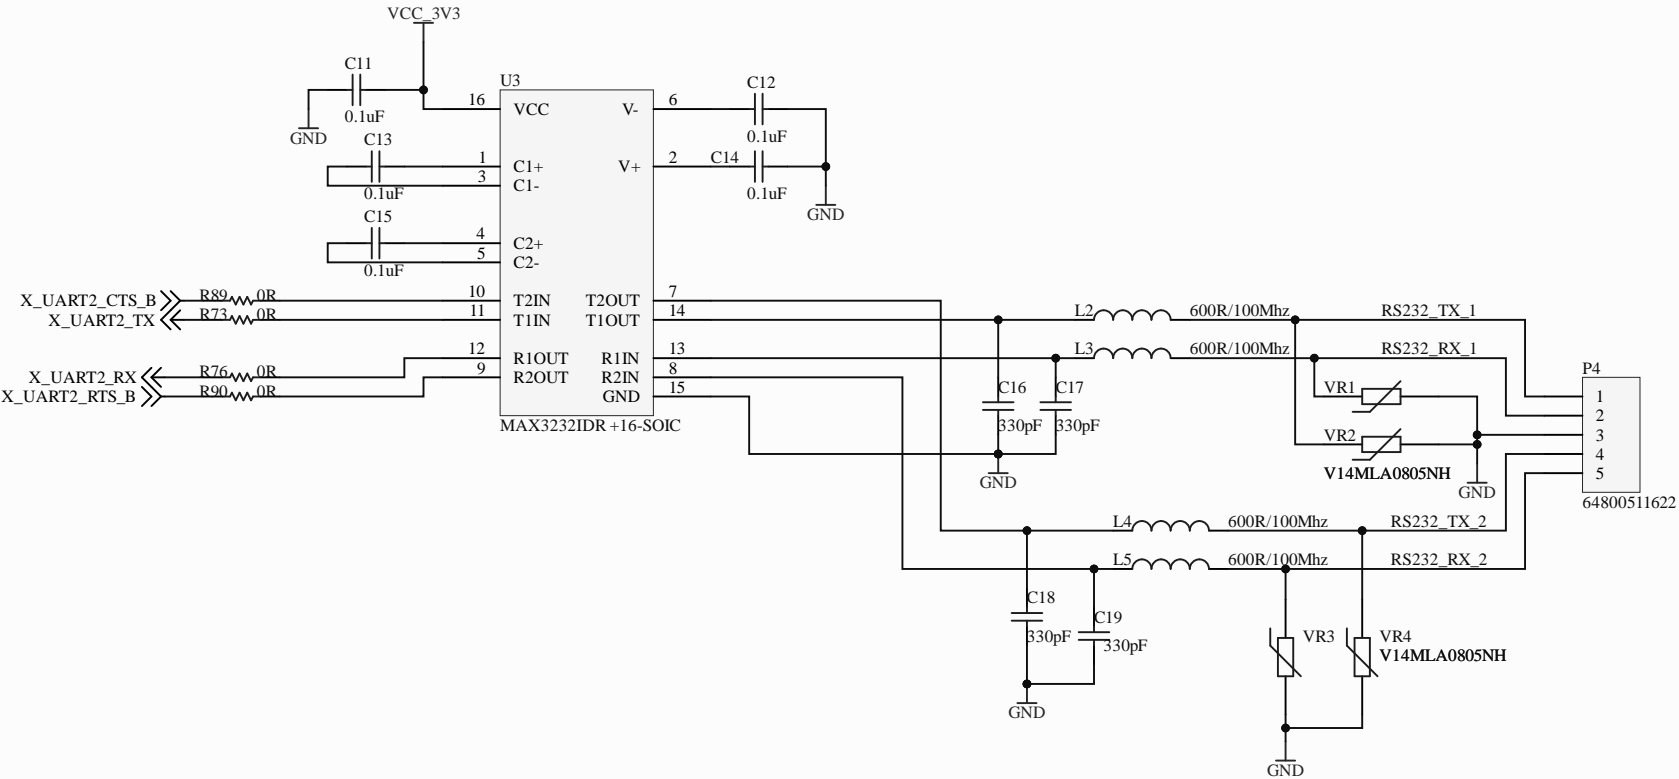 VCC_3V3
C11
0.1uF
GND
C13
0.1uF
C15
0.1uF
U3
16 VCC V- 6
1 C1+ V+ 2
3 C1-
4 C2+
5 C2-
10 T2IN T2OUT 7
11 T1IN T1OUT 14
12 R1OUT R1IN 13
9 R2OUT R2IN 8
GND 15
MAX3232IDR +16-SOIC
C12
0.1uF
C14
0.1uF
GND
X_UART2_CTS_B R89 0R
X_UART2_TX R73 0R
X_UART2_RX R76 0R
X_UART2_RTS_B R90 0R
L2 600R/100Mhz RS232_TX_1
L3 600R/100Mhz RS232_RX_1
C16
330pF
C17
330pF
GND
VR1
VR2
V14MLA0805NH
GND
P4
1
2
3
4
5
64800511622
L4 600R/100Mhz RS232_TX_2
L5 600R/100Mhz RS232_RX_2
C18
330pF
C19
330pF
GND
VR3
VR4
V14MLA0805NH
GND